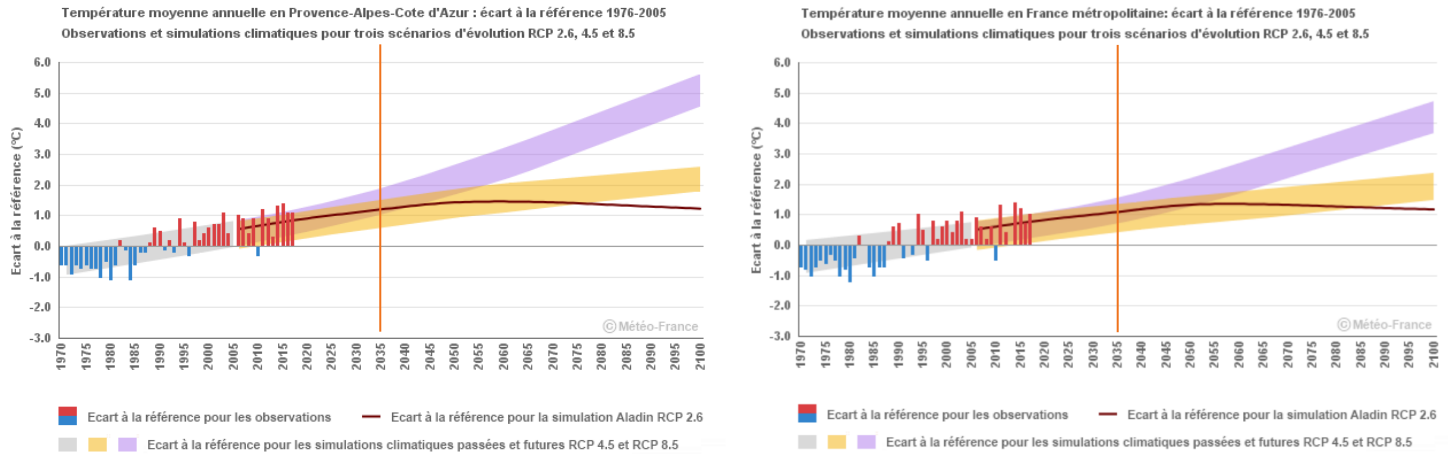 Température moyenne annuelle en Provence-Alpes-Cote d'Azur : écart à la référence 1976-2005
Observations et simulations climatiques pour trois scénarios d'évolution RCP 2.6, 4.5 et 8.5
Ecart à la référence (°C)
6.0
5.0
4.0
3.0
2.0
1.0
0.0
-1.0
-2.0
-3.0
© Météo-France
1970 1975 1980 1985 1990 1995 2000 2005 2010 2015 2020 2025 2030 2035 2040 2045 2050 2055 2060 2065 2070 2075 2080 2085 2090 2095 2100
Ecart à la référence pour les observations
Ecart à la référence pour la simulation Aladin RCP 2.6
Ecart à la référence pour les simulations climatiques passées et futures RCP 4.5 et RCP 8.5
Température moyenne annuelle en France métropolitaine: écart à la référence 1976-2005
Observations et simulations climatiques pour trois scénarios d'évolution RCP 2.6, 4.5 et 8.5
Ecart à la référence (°C)
6.0
5.0
4.0
3.0
2.0
1.0
0.0
-1.0
-2.0
-3.0
© Météo-France
1970 1975 1980 1985 1990 1995 2000 2005 2010 2015 2020 2025 2030 2035 2040 2045 2050 2055 2060 2065 2070 2075 2080 2085 2090 2095 2100
Ecart à la référence pour les observations
Ecart à la référence pour la simulation Aladin RCP 2.6
Ecart à la référence pour les simulations climatiques passées et futures RCP 4.5 et RCP 8.5